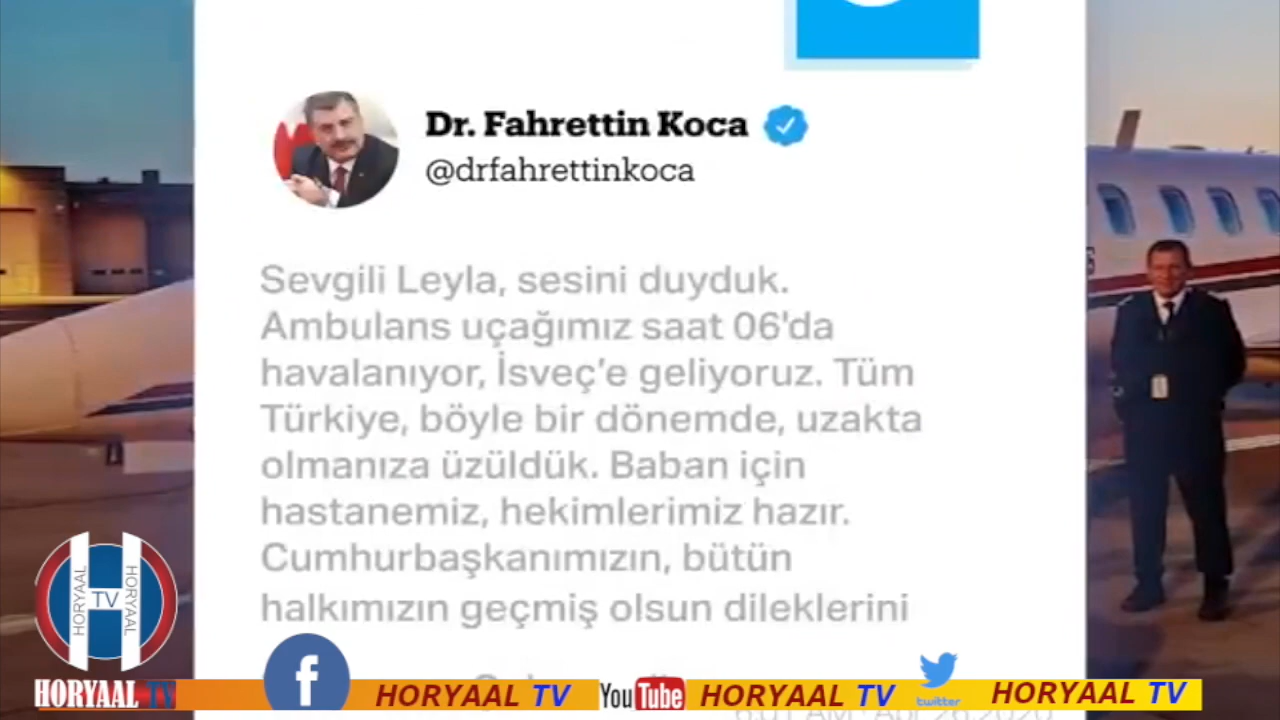 Dr. Fahrettin Koca
@drfahrettinkoca
Sevgili Leyla, sesini duyduk.
Ambulans uçağımız saat 06'da
havalanıyor, İsveç'e geliyoruz. Tüm
Türkiye, böyle bir dönemde, uzakta
olmanıza üzüldük. Baban için
hastanemiz, hekimlerimiz hazır.
Cumhurbaşkanımızın, bütün
halkımızın geçmiş olsun dileklerini
HORYAAL TV HORYAAL
HORYAAL TV
HORYAAL TV
YouTube
HORYAAL TV
twitter
HORYAAL TV